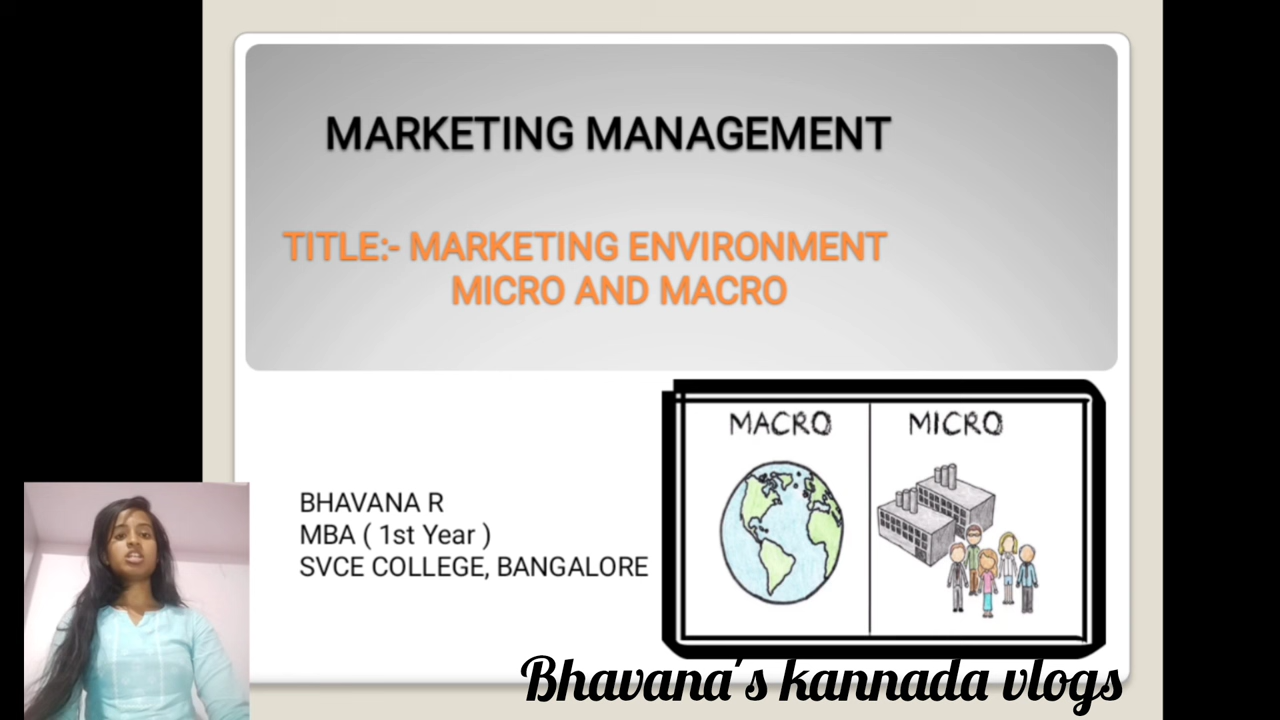 MARKETING MANAGEMENT
TITLE:- MARKETING ENVIRONMENT
MICRO AND MACRO
BHAVANA R
MBA ( 1st Year )
SVCE COLLEGE, BANGALORE
MACRO
MICRO
Bhavana's kannada vlogs